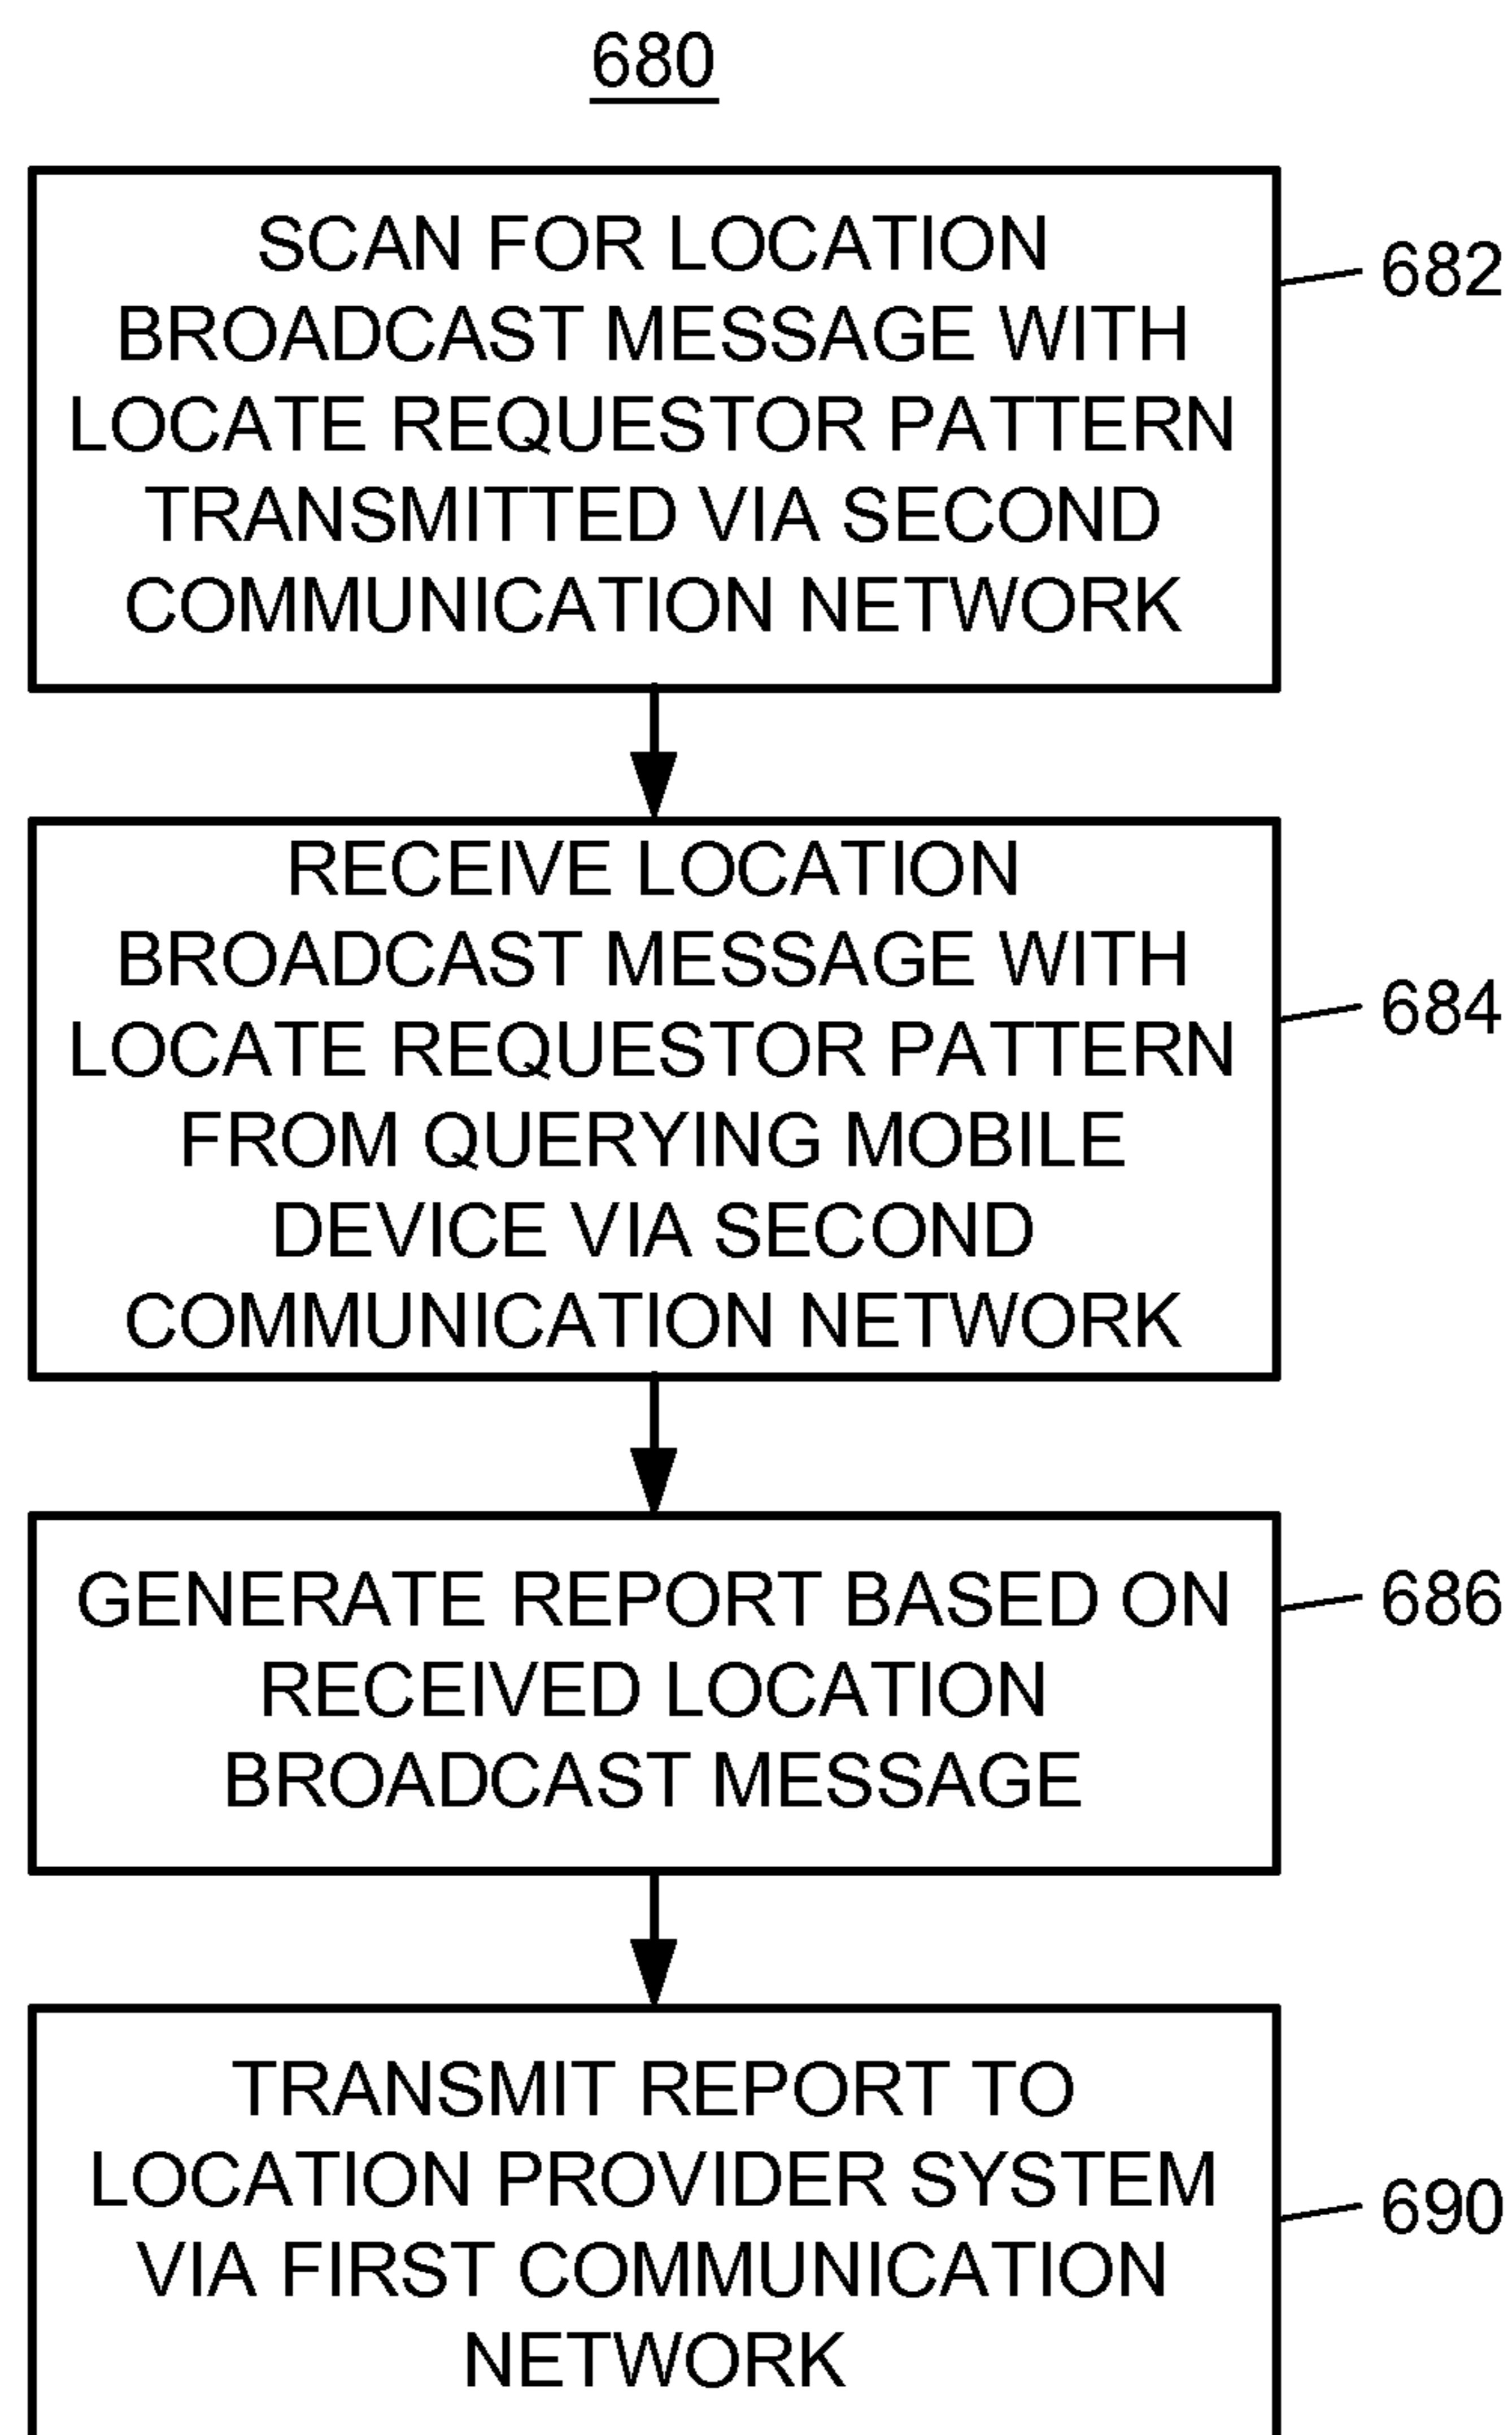 680
SCAN FOR LOCATION
BROADCAST MESSAGE WITH
LOCATE REQUESTOR PATTERN
TRANSMITTED VIA SECOND
COMMUNICATION NETWORK
682
RECEIVE LOCATION
BROADCAST MESSAGE WITH
LOCATE REQUESTOR PATTERN
FROM QUERYING MOBILE
DEVICE VIA SECOND
COMMUNICATION NETWORK
684
GENERATE REPORT BASED ON
RECEIVED LOCATION
BROADCAST MESSAGE
686
TRANSMIT REPORT TO
LOCATION PROVIDER SYSTEM
VIA FIRST COMMUNICATION
NETWORK
690